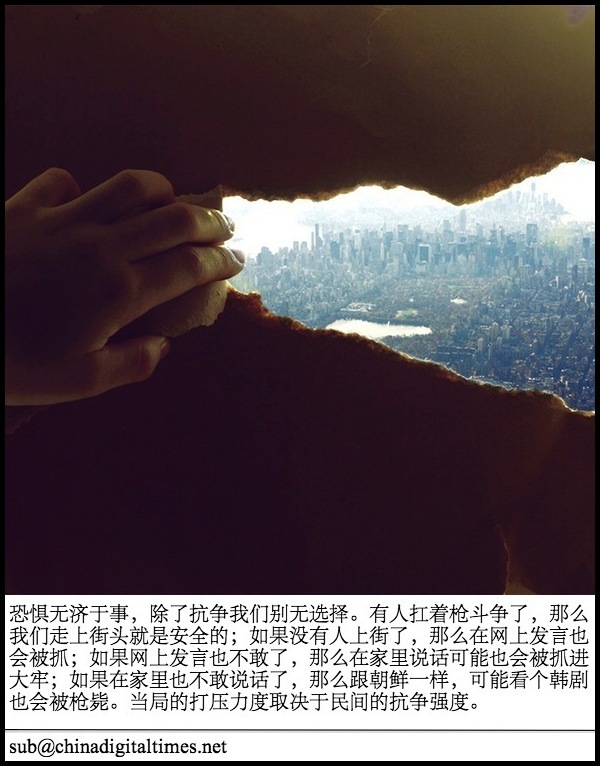 恐惧无济于事，除了抗争我们别无选择。有人扛着枪斗争了，那么
我们走上街头就是安全的；如果没有人上街了，那么在网上发言也
会被抓；如果网上发言也不敢了，那么在家里说话可能也会被抓进
大牢；如果在家里也不敢说话了，那么跟朝鲜一样，可能看个韩剧
也会被枪毙。当局的打压力度取决于民间的抗争强度。
sub@chinadigitaltimes.net